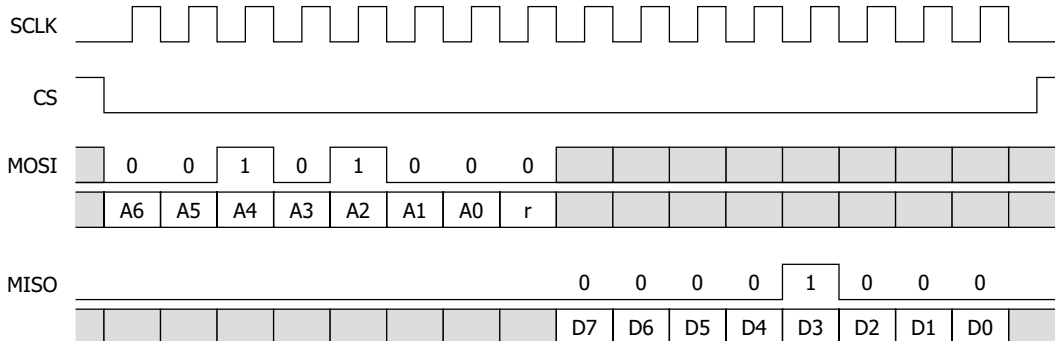 SCLK
CS
MOSI 0 0 1 0 1 0 0 0
A6 A5 A4 A3 A2 A1 A0 r
MISO 0 0 0 0 1 0 0 0
D7 D6 D5 D4 D3 D2 D1 D0